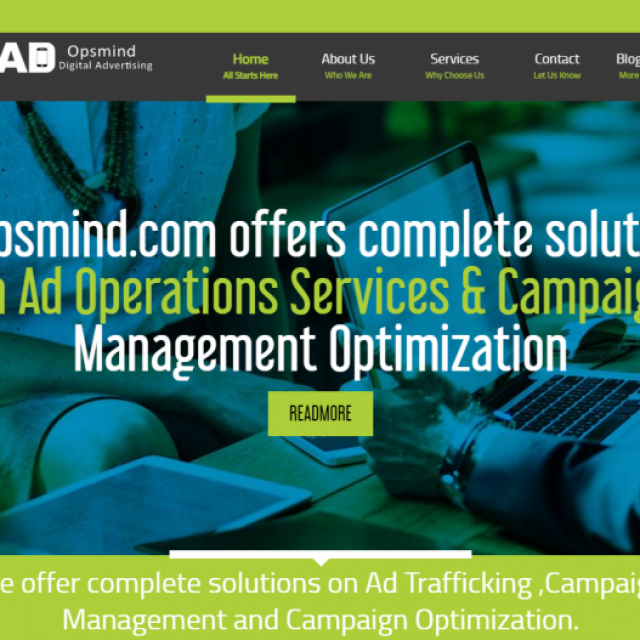 AD Opsmind
Digital Advertising
Home About Us Services Contact Blog
All Starts Here Who We Are Why Choose Us Let Us Know More
psmind.com offers complete solut
n Ad Operations Services & Campaig
Management Optimization
READMORE
e offer complete solutions on Ad Trafficking ,Campaig
Management and Campaign Optimization.